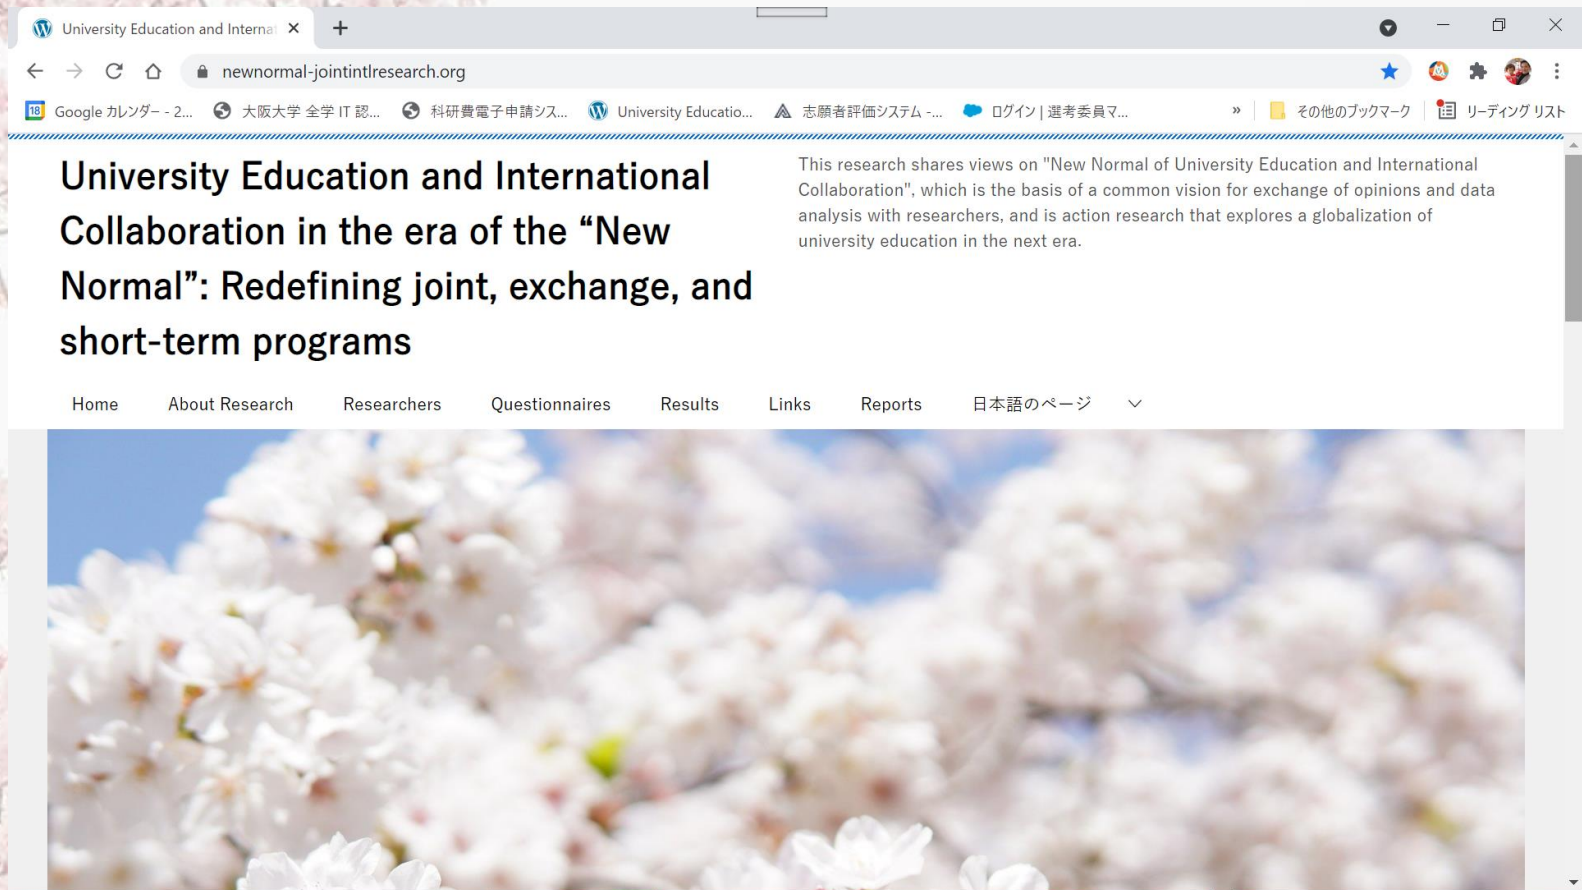 University Education and Internat
newnormal-jointintlresearch.org
18 Google カレンダー - 2... 大阪大学 全学 IT 認... 科研費電子申請シス... University Educatio... 志願者評価システム -... ログイン | 選考委員マ... » その他のブックマーク リーディング リスト
University Education and International
Collaboration in the era of the “New
Normal”: Redefining joint, exchange, and
short-term programs
This research shares views on "New Normal of University Education and International
Collaboration", which is the basis of a common vision for exchange of opinions and data
analysis with researchers, and is action research that explores a globalization of
university education in the next era.
Home About Research Researchers Questionnaires Results Links Reports 日本語のページ